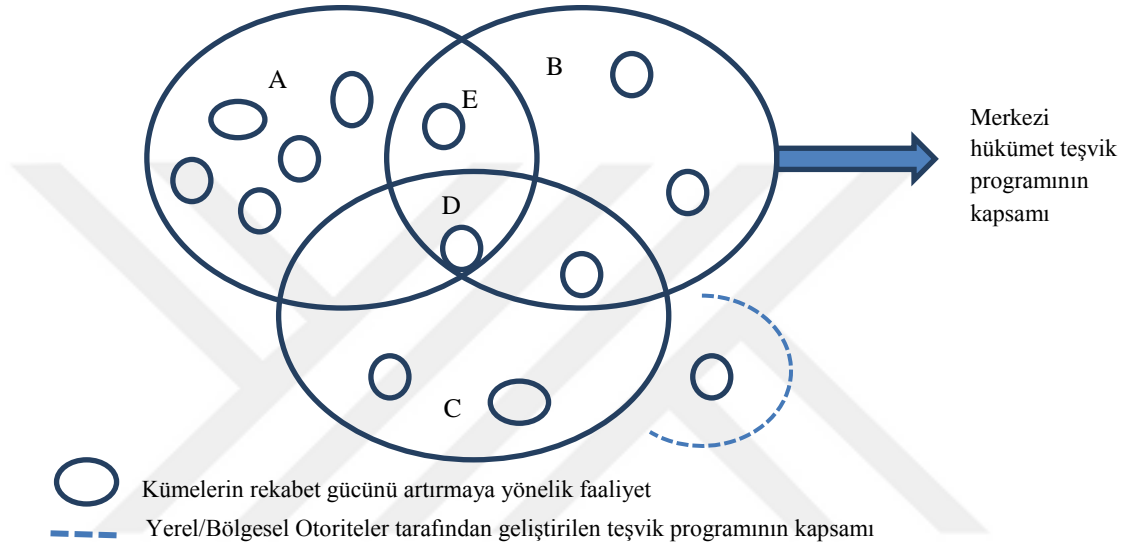 A
B
E
D
C
Merkezi
hükümet teşvik
programının
kapsamı
Kümelerin rekabet gücünü artırmaya yönelik faaliyet
Yerel/Bölgesel Otoriteler tarafından geliştirilen teşvik programının kapsamı